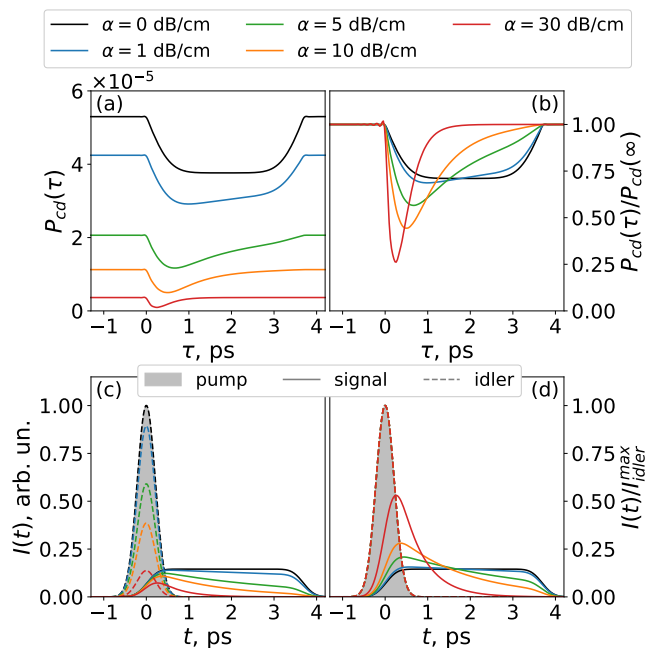 α = 0 dB/cm α = 5 dB/cm α = 30 dB/cm
α = 1 dB/cm α = 10 dB/cm
×10⁻⁵
(a) (b)
6
4
2
0
P_cd(τ)
−1 0 1 2 3 4
τ, ps
1.00
0.75
0.50
0.25
0.00
P_cd(τ)/P_cd(∞)
−1 0 1 2 3 4
τ, ps
pump signal idler
(c) (d)
1.00
0.75
0.50
0.25
0.00
I(t), arb. un.
−1 0 1 2 3 4
t, ps
1.00
0.75
0.50
0.25
0.00
I(t)/I_idler^max
−1 0 1 2 3 4
t, ps